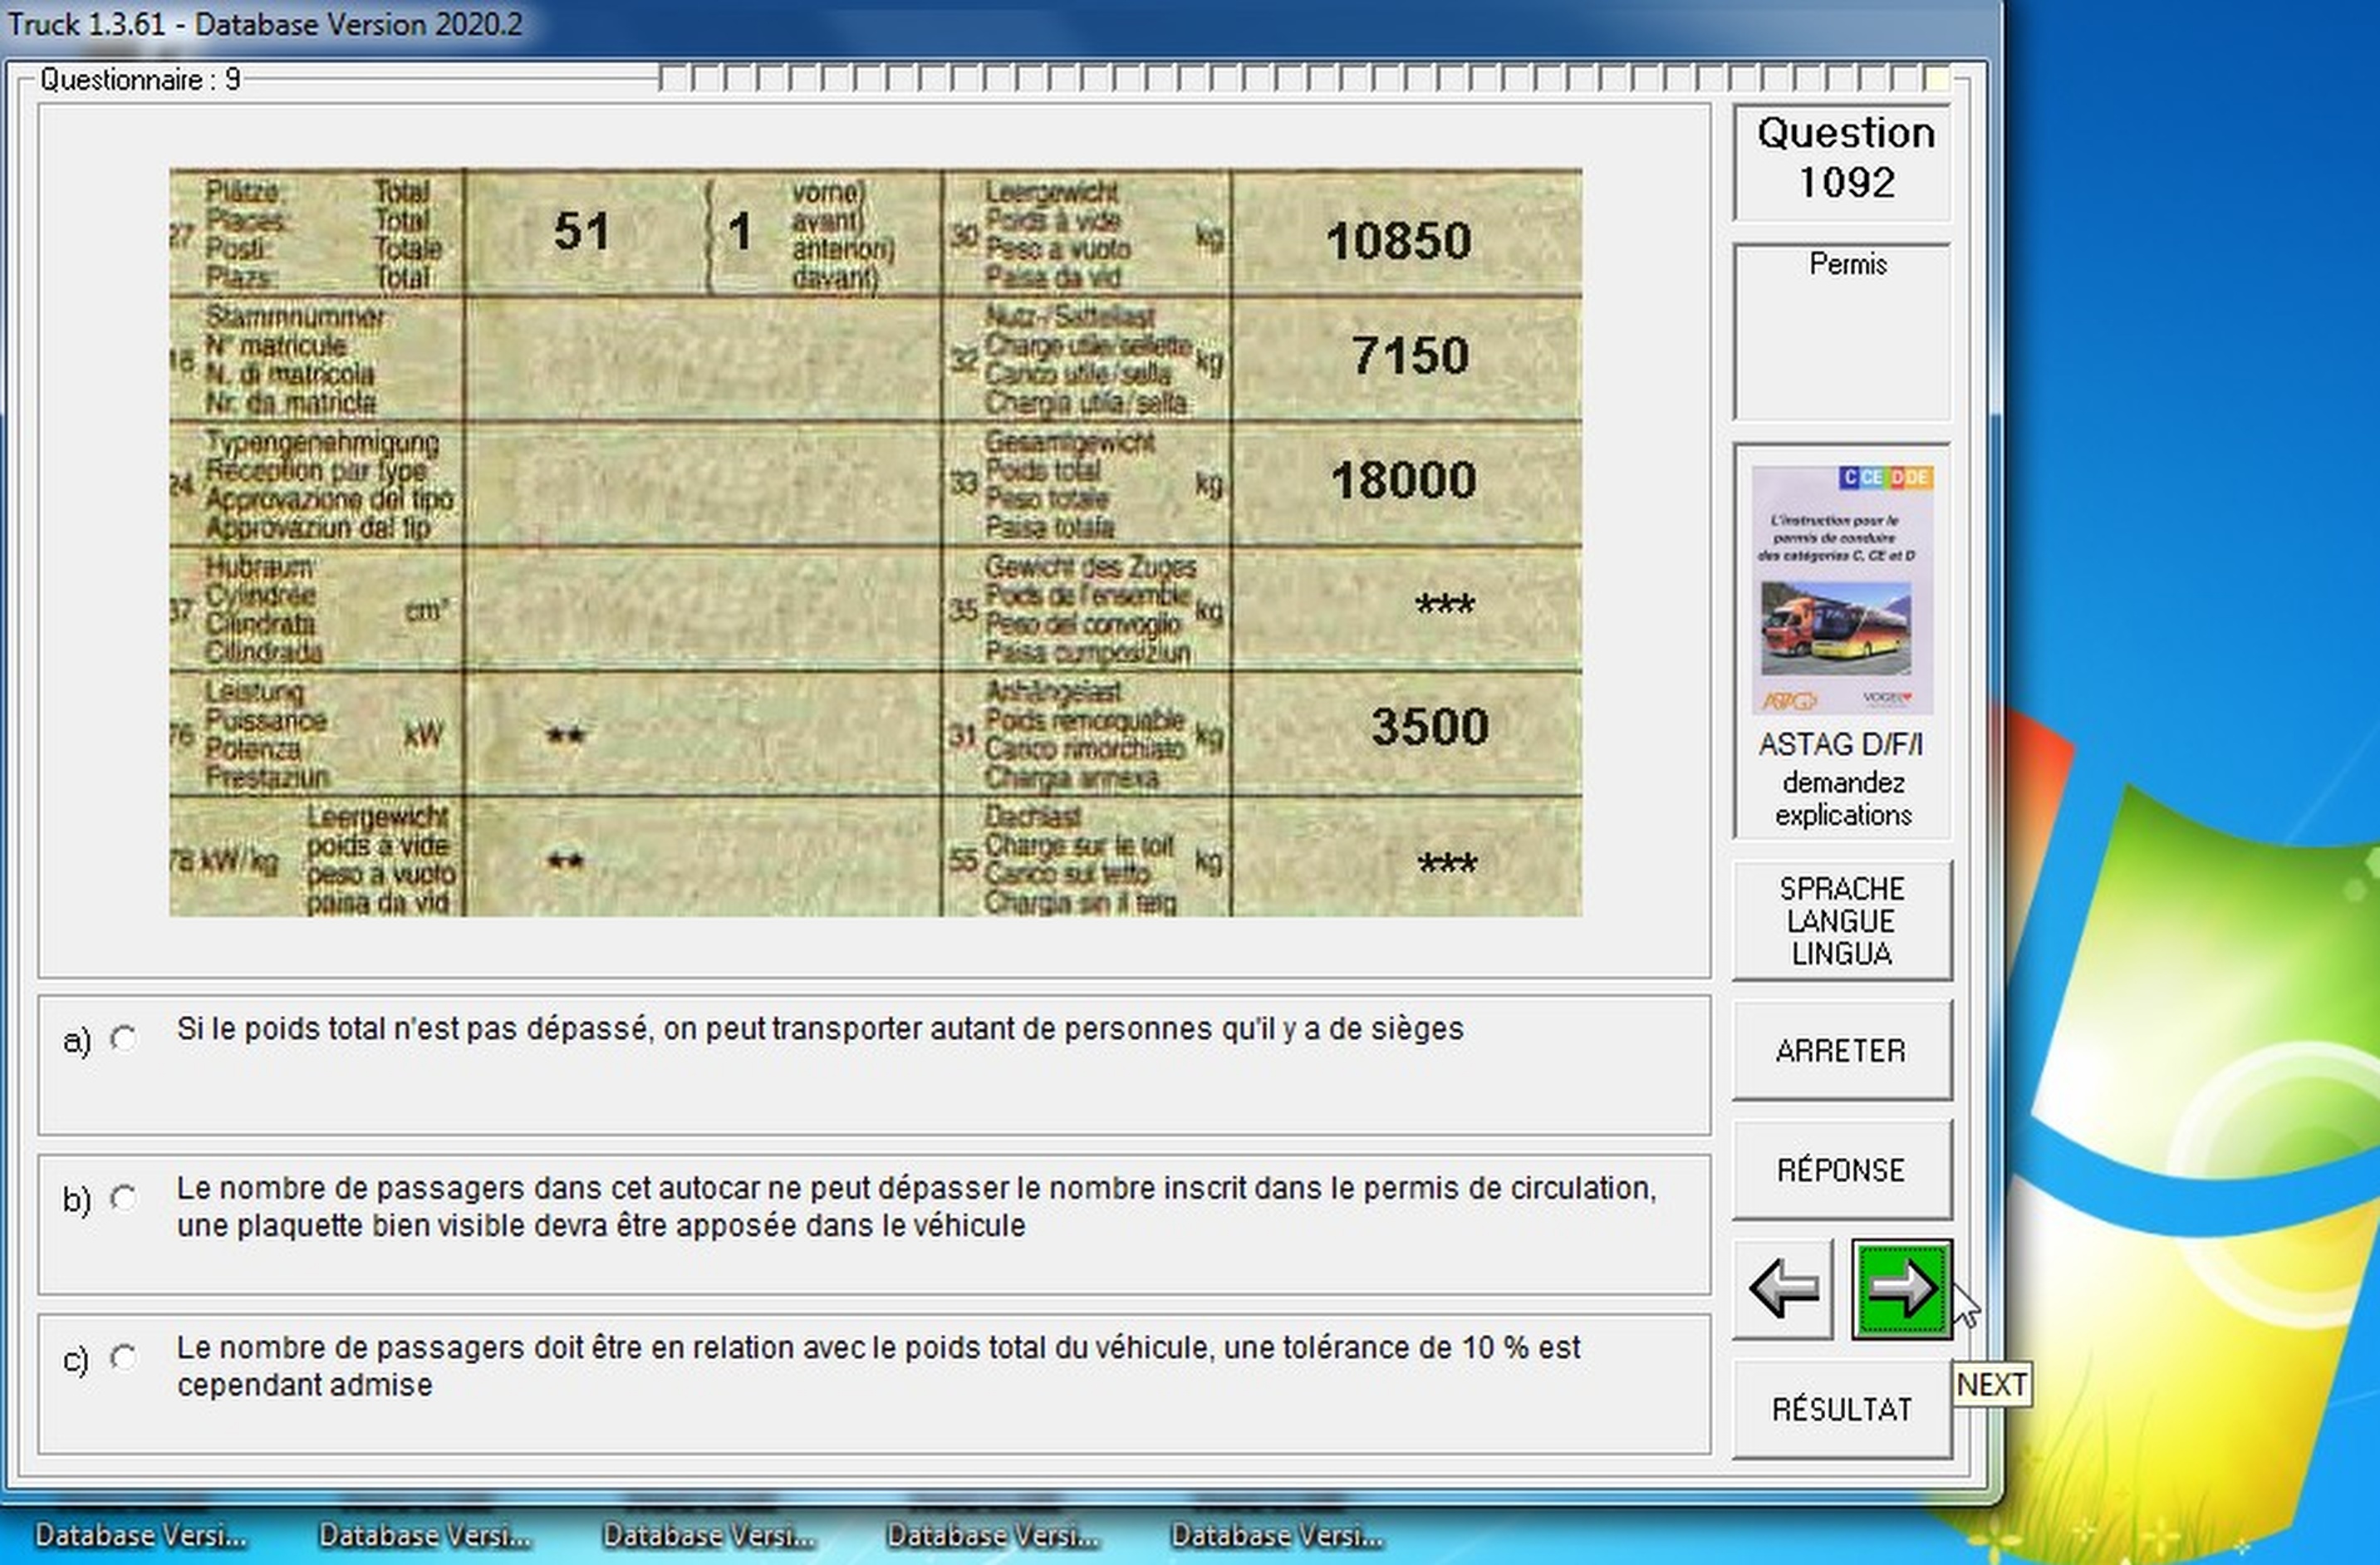 Truck 1.3.61 - Database Version 2020.2
Questionnaire : 9
27 Plätze: Total 51 ( 1 vorne)
Places: Total avant)
Posti: Totale anteriori)
Plazs: Total davant)
30 Leergewicht kg 10850
Poids à vide
Peso a vuoto
Paisa da vid
Stammnummer
N° matricule
N. di matricola
Nr. da matricla
32 Nutz-/Sattellast kg 7150
Charge utile/sellette
Carico utile/sella
Chargia utila/sella
24 Typengenehmigung
Réception par type
Approvazione del tipo
Approvaziun dal tip
33 Gesamtgewicht kg 18000
Poids total
Peso totale
Paisa totala
37 Hubraum cm³
Cylindrée
Cilindrata
Cilindrada
35 Gewicht des Zuges kg ***
Poids de l'ensemble
Peso del convoglio
Paisa cumposiziun
76 Leistung kW **
Puissance
Potenza
Prestaziun
31 Anhängelast kg 3500
Poids remorquable
Carico rimorchiato
Chargia annexa
78 kW/kg Leergewicht **
poids à vide
peso a vuoto
paisa da vid
55 Dachlast kg ***
Charge sur le toit
Carico sul tetto
Chargia sin il tetg
a) Si le poids total n'est pas dépassé, on peut transporter autant de personnes qu'il y a de sièges
b) Le nombre de passagers dans cet autocar ne peut dépasser le nombre inscrit dans le permis de circulation,
une plaquette bien visible devra être apposée dans le véhicule
c) Le nombre de passagers doit être en relation avec le poids total du véhicule, une tolérance de 10 % est
cependant admise
Question
1092
Permis
C CE D DE
L'instruction pour le
permis de conduire
des catégories C, CE et D
ASTAG VOGEL
ASTAG D/F/I
demandez
explications
SPRACHE
LANGUE
LINGUA
ARRETER
RÉPONSE
NEXT
RÉSULTAT
Database Versi... Database Versi... Database Versi... Database Versi... Database Versi...